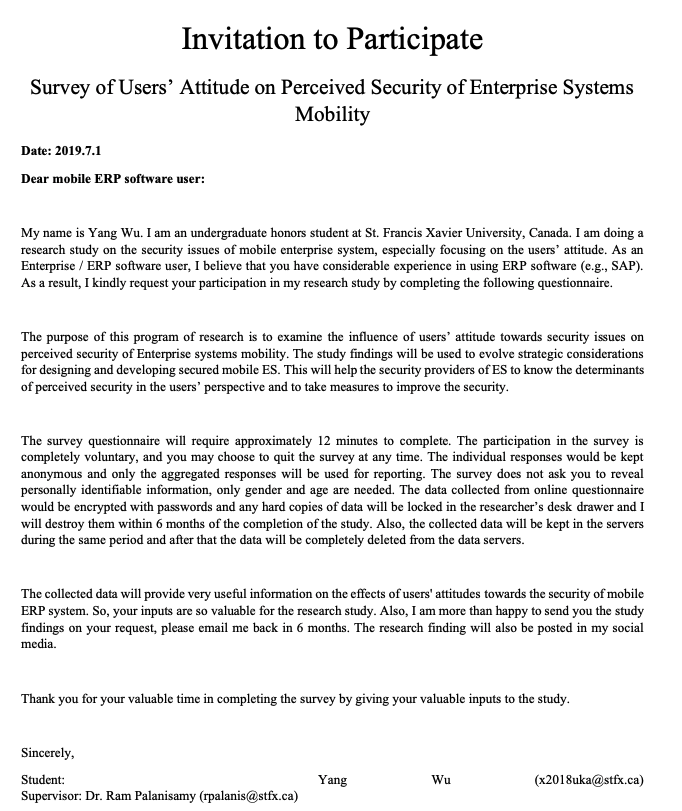 Invitation to Participate
Survey of Users’ Attitude on Perceived Security of Enterprise Systems
Mobility
Date: 2019.7.1
Dear mobile ERP software user:
My name is Yang Wu. I am an undergraduate honors student at St. Francis Xavier University, Canada. I am doing a
research study on the security issues of mobile enterprise system, especially focusing on the users’ attitude. As an
Enterprise / ERP software user, I believe that you have considerable experience in using ERP software (e.g., SAP).
As a result, I kindly request your participation in my research study by completing the following questionnaire.
The purpose of this program of research is to examine the influence of users’ attitude towards security issues on
perceived security of Enterprise systems mobility. The study findings will be used to evolve strategic considerations
for designing and developing secured mobile ES. This will help the security providers of ES to know the determinants
of perceived security in the users’ perspective and to take measures to improve the security.
The survey questionnaire will require approximately 12 minutes to complete. The participation in the survey is
completely voluntary, and you may choose to quit the survey at any time. The individual responses would be kept
anonymous and only the aggregated responses will be used for reporting. The survey does not ask you to reveal
personally identifiable information, only gender and age are needed. The data collected from online questionnaire
would be encrypted with passwords and any hard copies of data will be locked in the researcher’s desk drawer and I
will destroy them within 6 months of the completion of the study. Also, the collected data will be kept in the servers
during the same period and after that the data will be completely deleted from the data servers.
The collected data will provide very useful information on the effects of users' attitudes towards the security of mobile
ERP system. So, your inputs are so valuable for the research study. Also, I am more than happy to send you the study
findings on your request, please email me back in 6 months. The research finding will also be posted in my social
media.
Thank you for your valuable time in completing the survey by giving your valuable inputs to the study.
Sincerely,
Student: Yang Wu (x2018uka@stfx.ca)
Supervisor: Dr. Ram Palanisamy (rpalanis@stfx.ca)